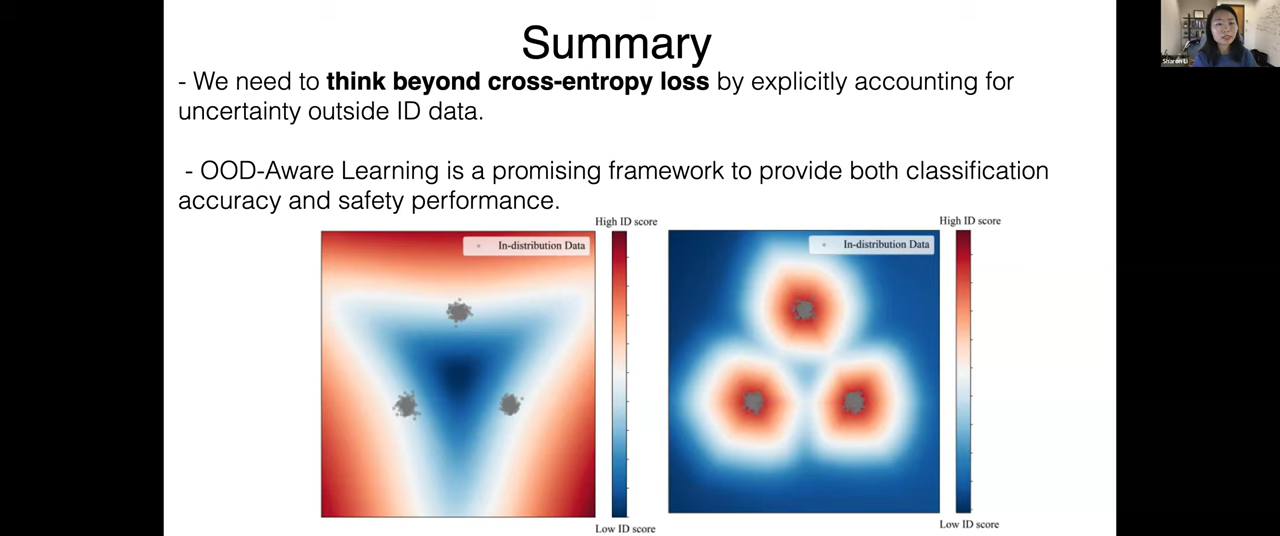 Summary
- We need to think beyond cross-entropy loss by explicitly accounting for
uncertainty outside ID data.
- OOD-Aware Learning is a promising framework to provide both classification
accuracy and safety performance.
High ID score
In-distribution Data
Low ID score
High ID score
In-distribution Data
Low ID score
Sharon Li